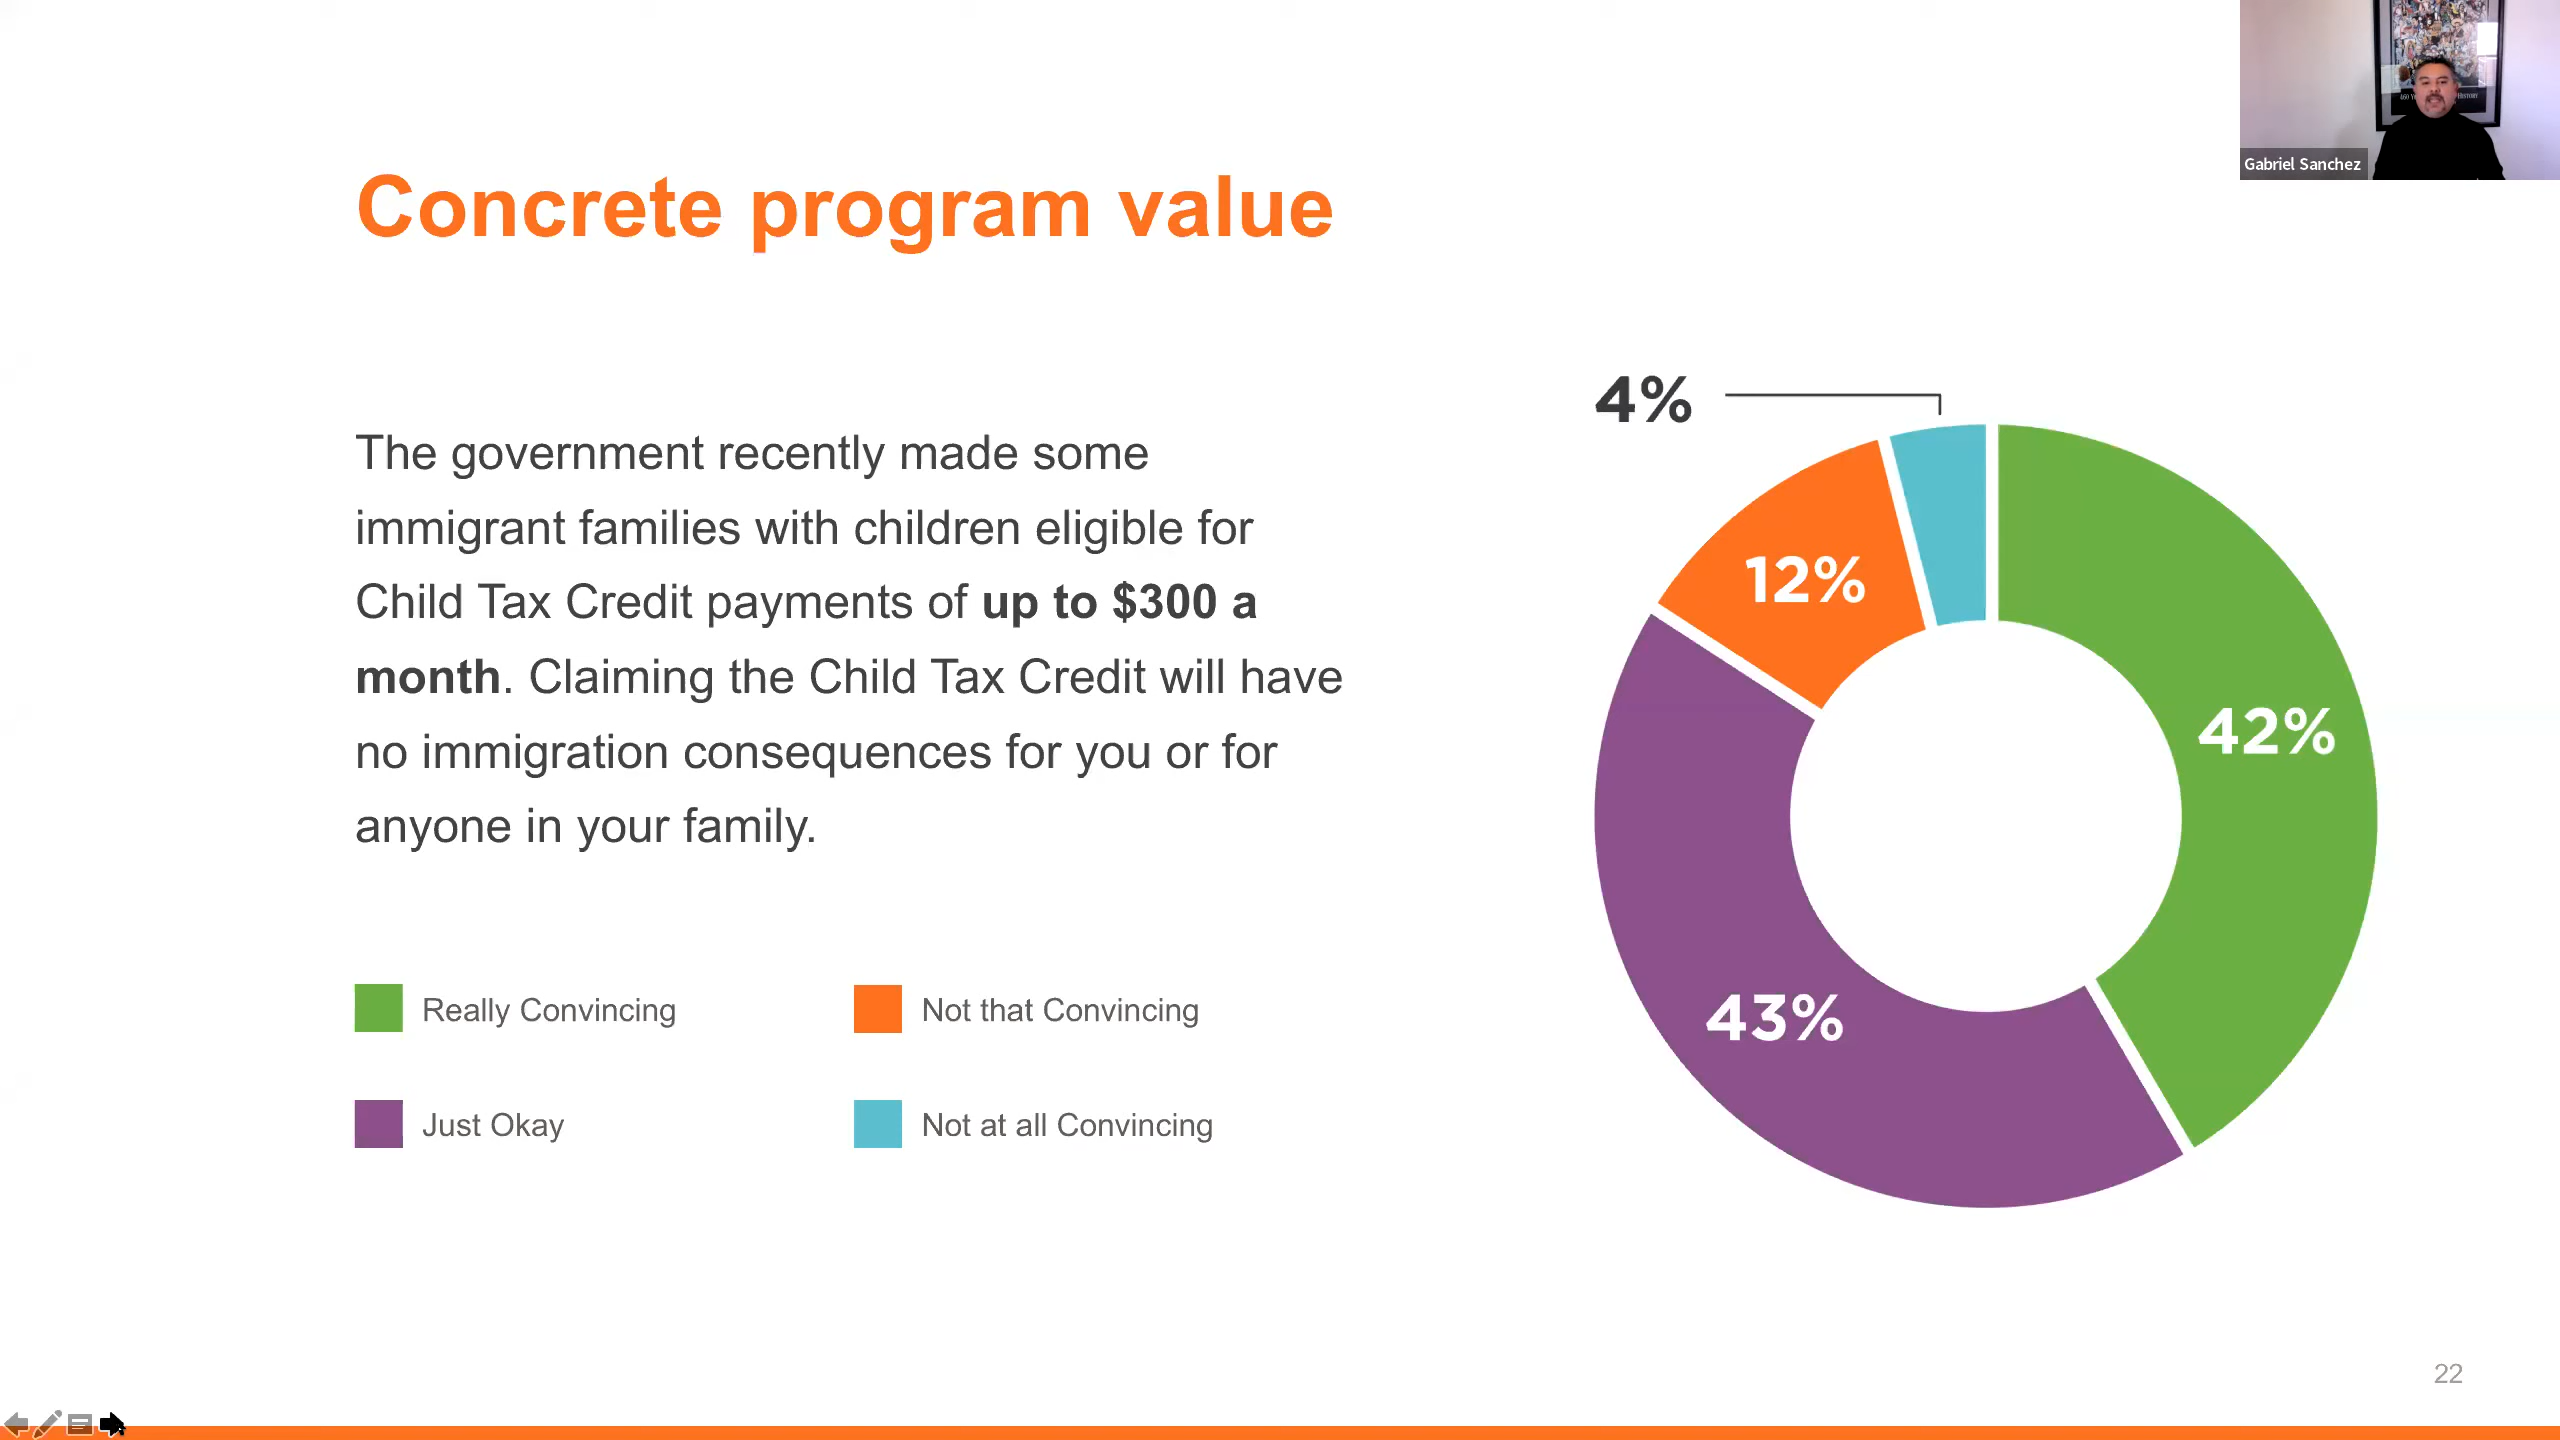 Gabriel Sanchez
Concrete program value
The government recently made some
immigrant families with children eligible for
Child Tax Credit payments of up to $300 a
month. Claiming the Child Tax Credit will have
no immigration consequences for you or for
anyone in your family.
Really Convincing
Not that Convincing
Just Okay
Not at all Convincing
4%
12%
42%
43%
22